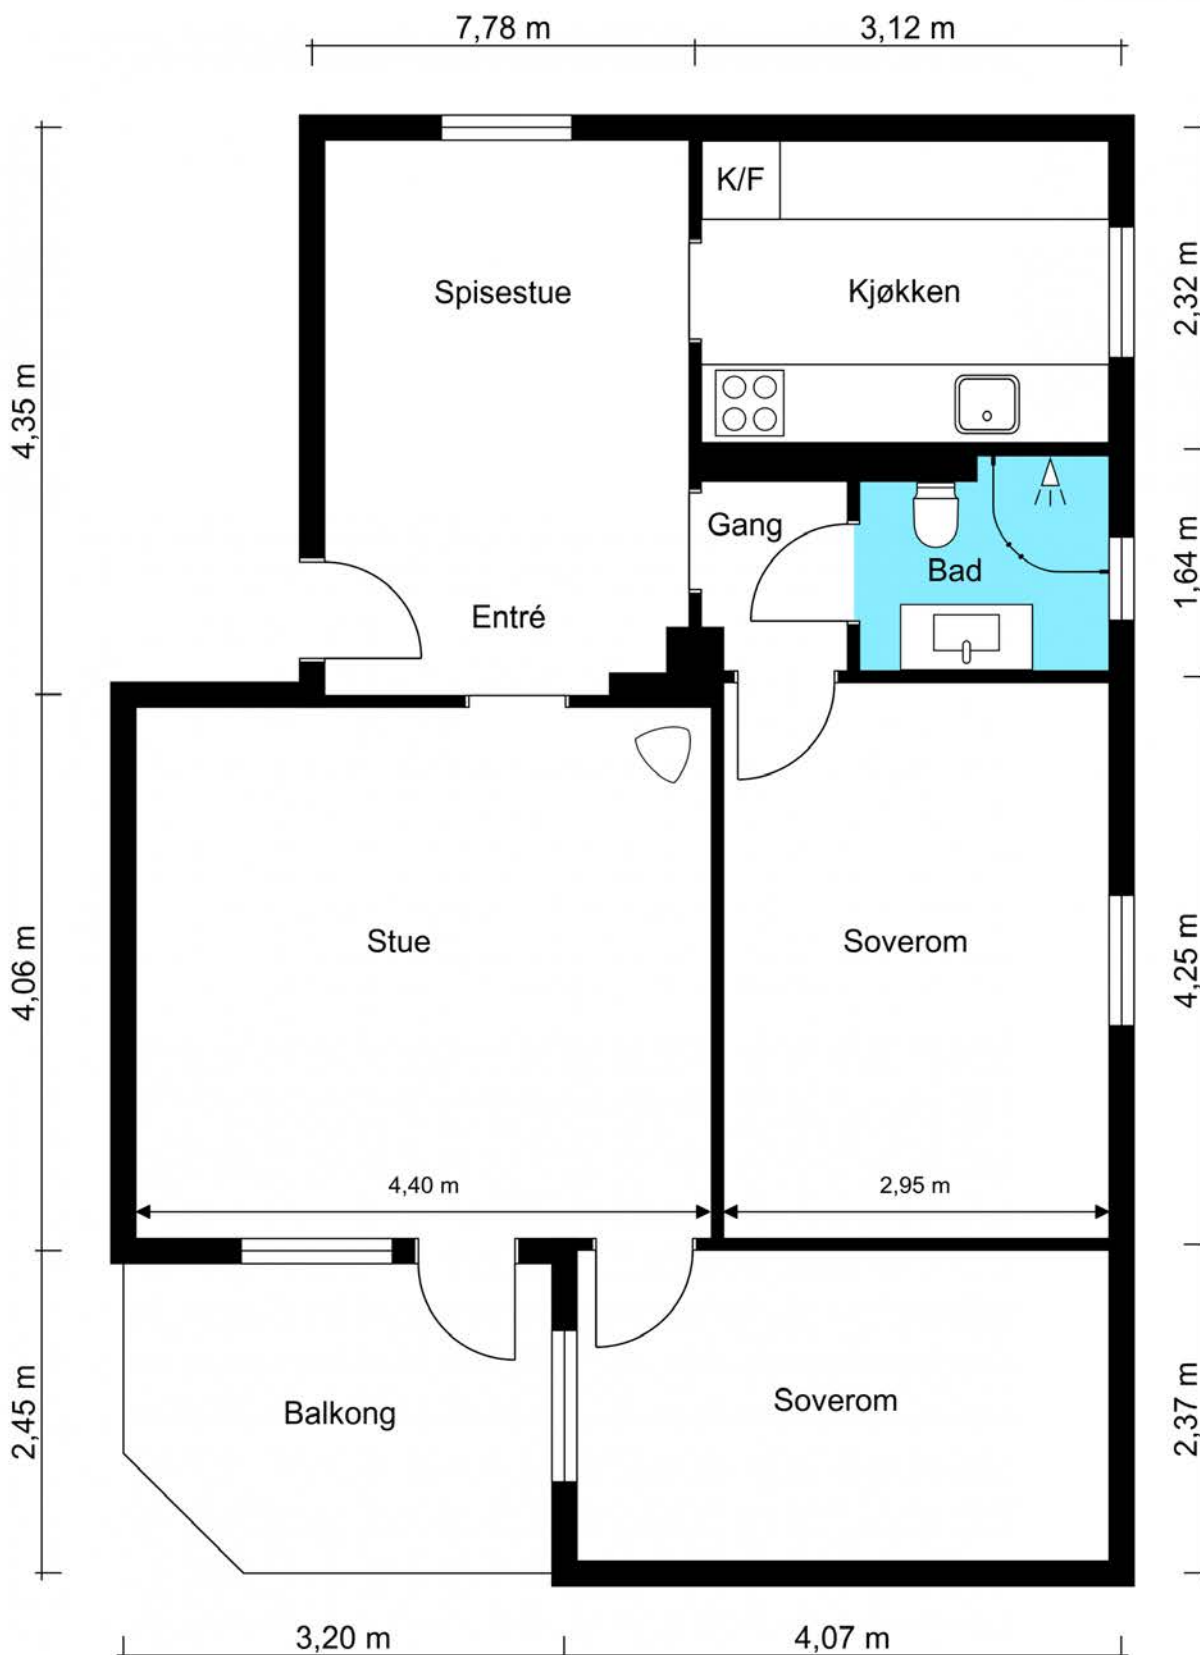 7,78 m
3,12 m
K/F
Spisestue
Kjøkken
2,32 m
4,35 m
Gang
Bad
1,64 m
Entré
Stue
Soverom
4,06 m
4,25 m
4,40 m
2,95 m
Balkong
Soverom
2,45 m
2,37 m
3,20 m
4,07 m